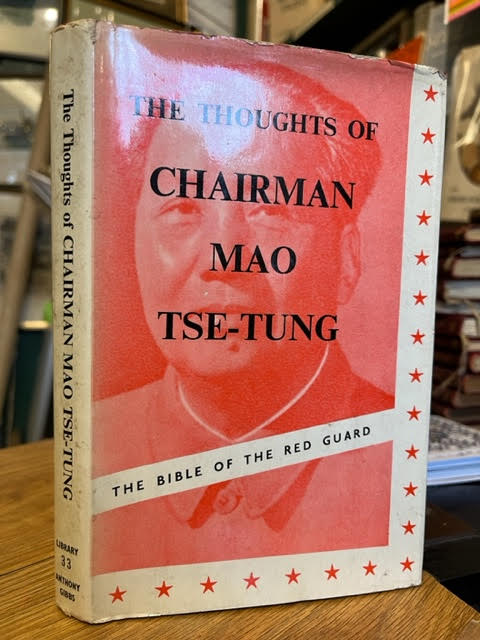 THE THOUGHTS OF
CHAIRMAN
MAO
TSE-TUNG
THE BIBLE OF THE RED GUARD
The Thoughts of CHAIRMAN MAO TSE-TUNG
LIBRARY
33
ANTHONY
GIBBS